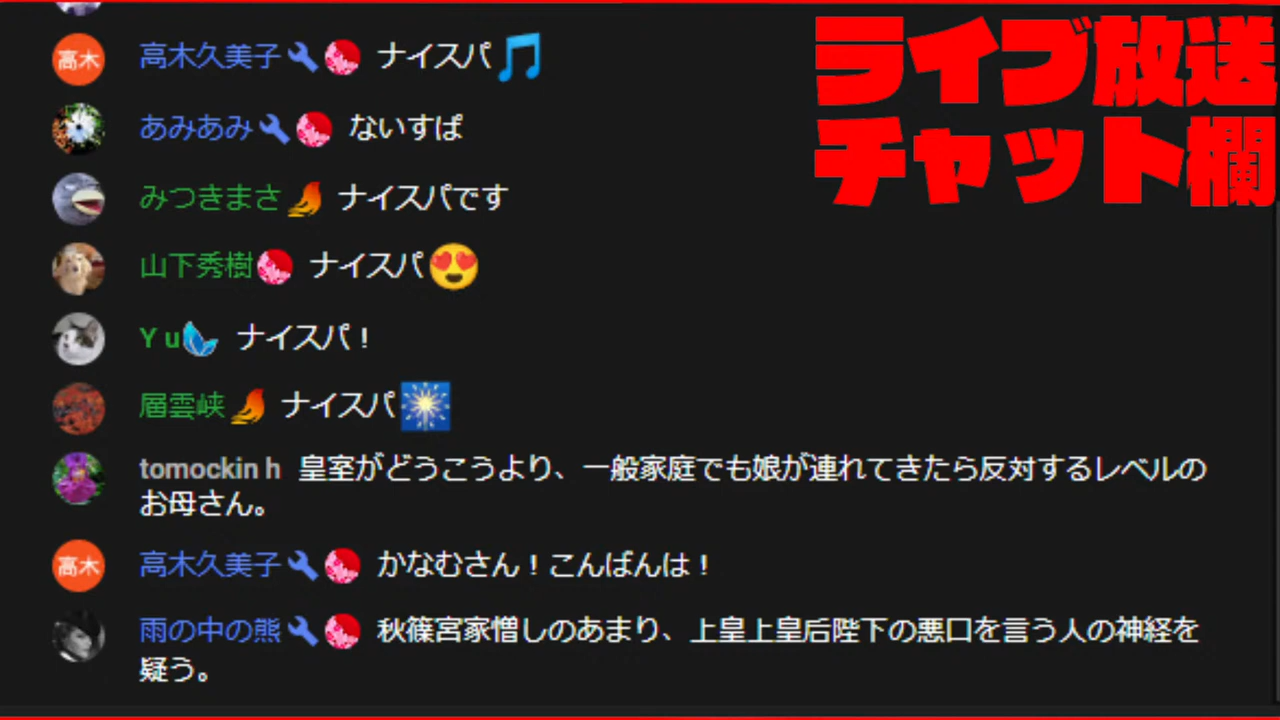 ライブ放送
チャット欄
高木 高木久美子 ナイスパ🎵
あみあみ ないすぱ
みつきまさ ナイスパです
山下秀樹 ナイスパ😍
Y u ナイスパ！
層雲峡 ナイスパ🎇
tomockin h 皇室がどうこうより、一般家庭でも娘が連れてきたら反対するレベルの
お母さん。
高木 高木久美子 かなむさん！こんばんは！
雨の中の熊 秋篠宮家憎しのあまり、上皇上皇后陛下の悪口を言う人の神経を
疑う。